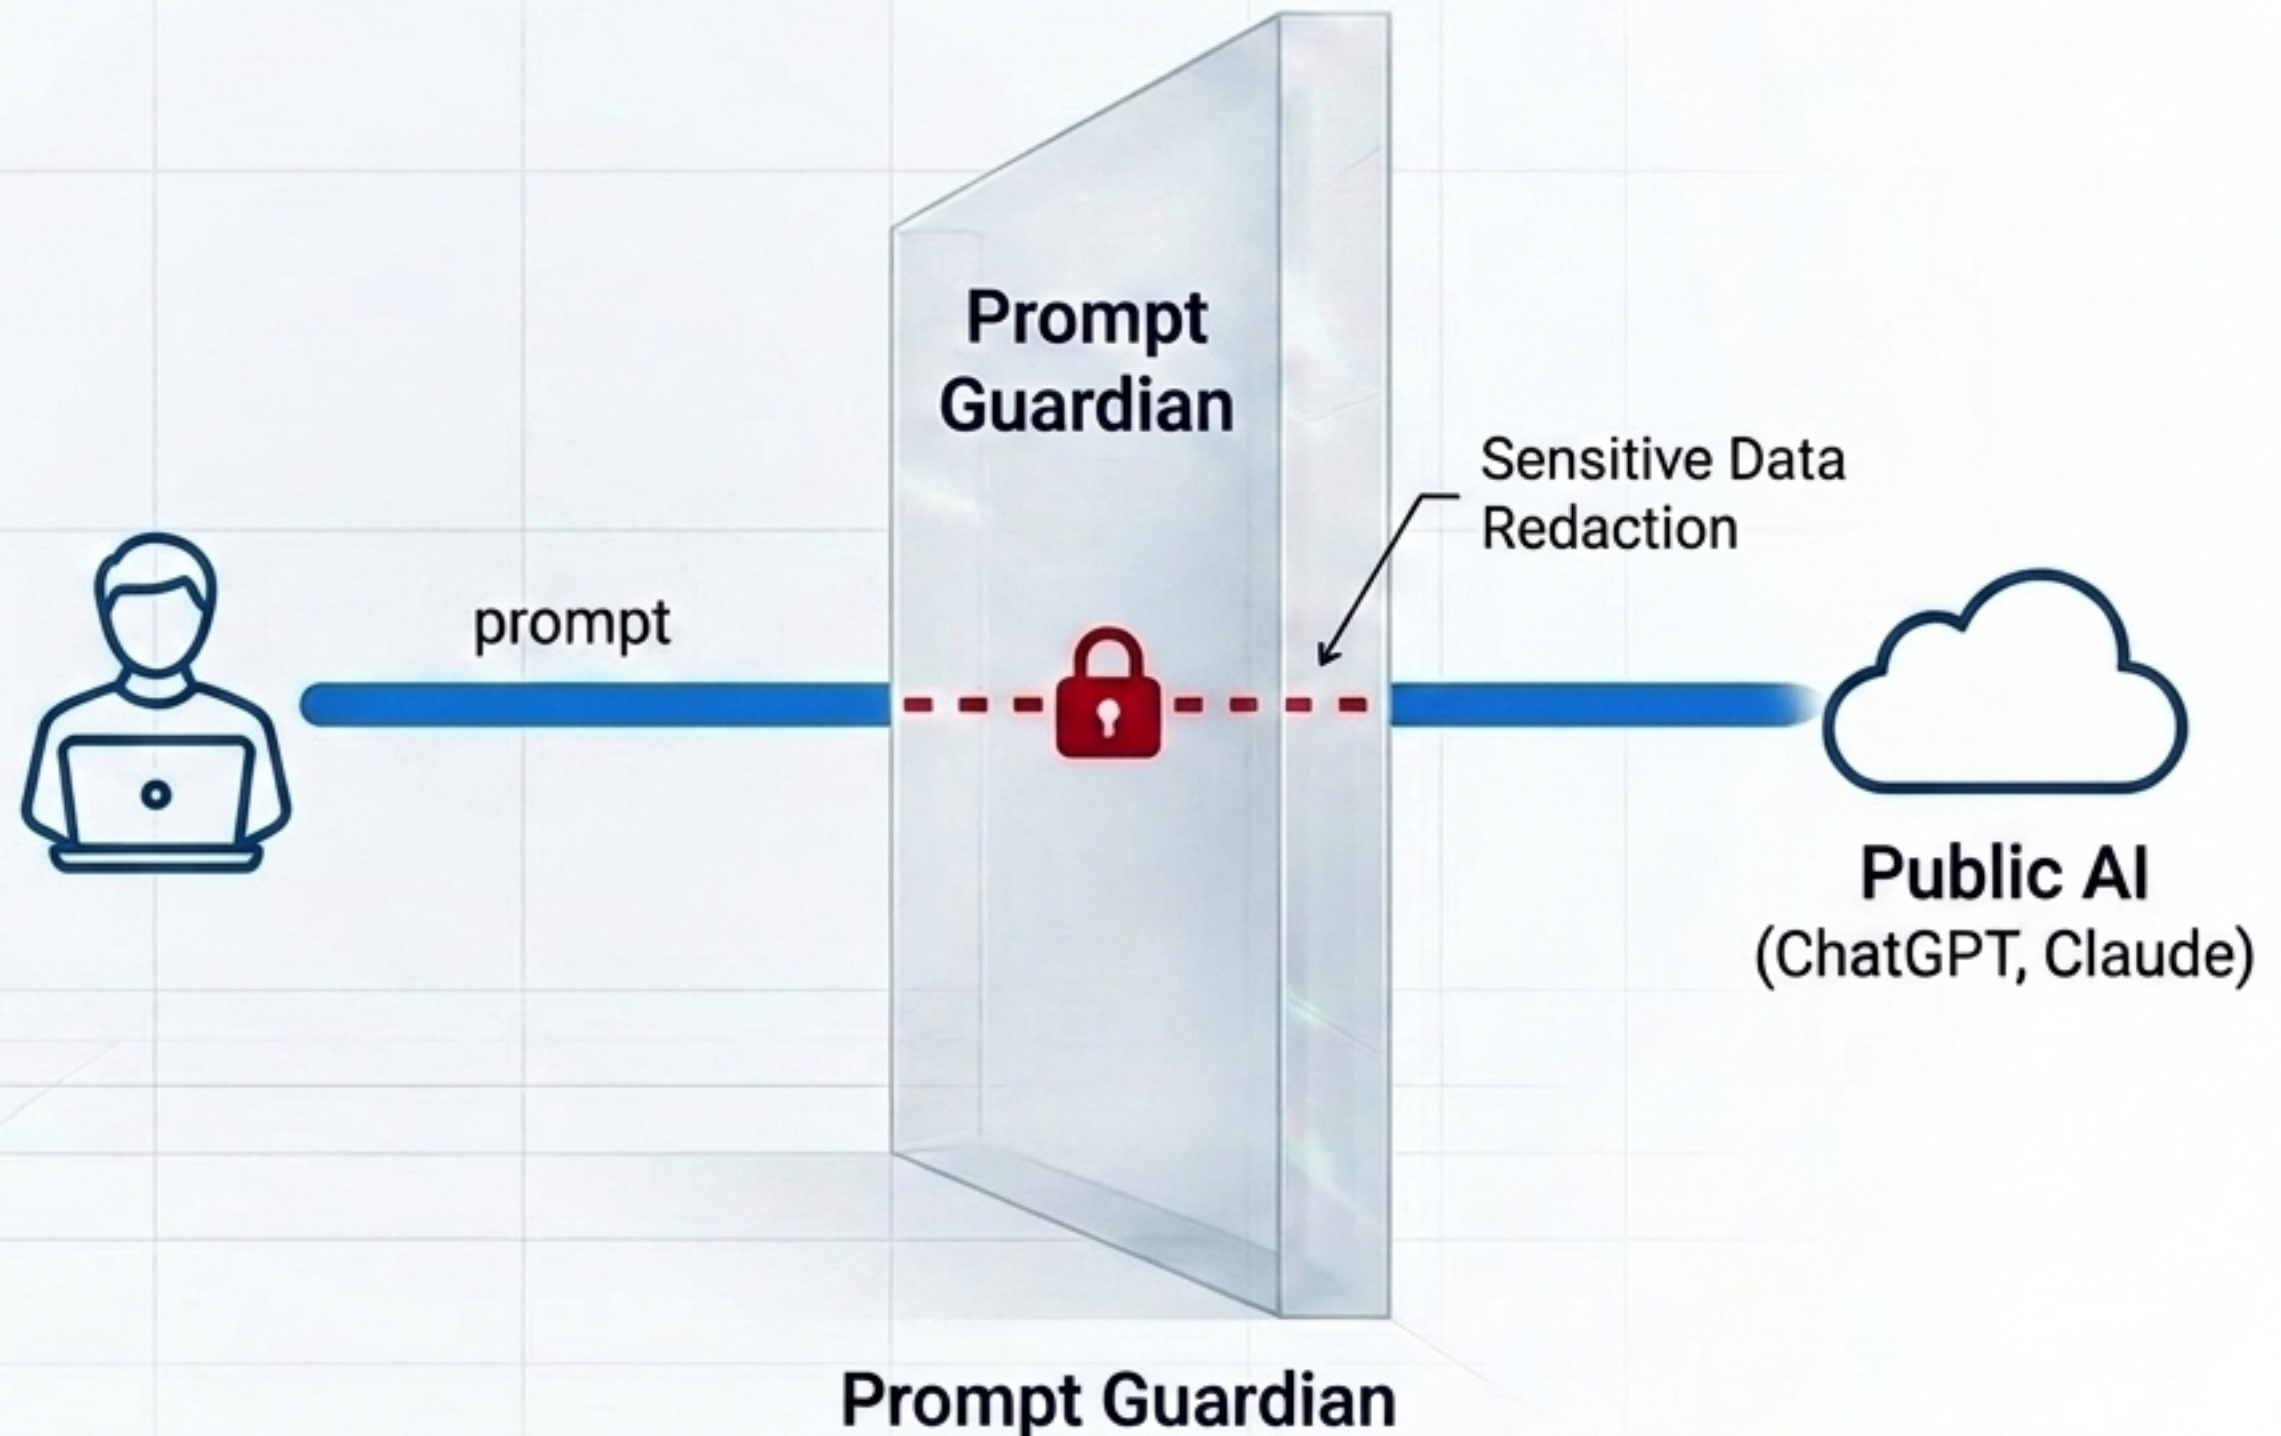 Prompt
Guardian
Sensitive Data
Redaction
prompt
Public AI
(ChatGPT, Claude)
Prompt Guardian